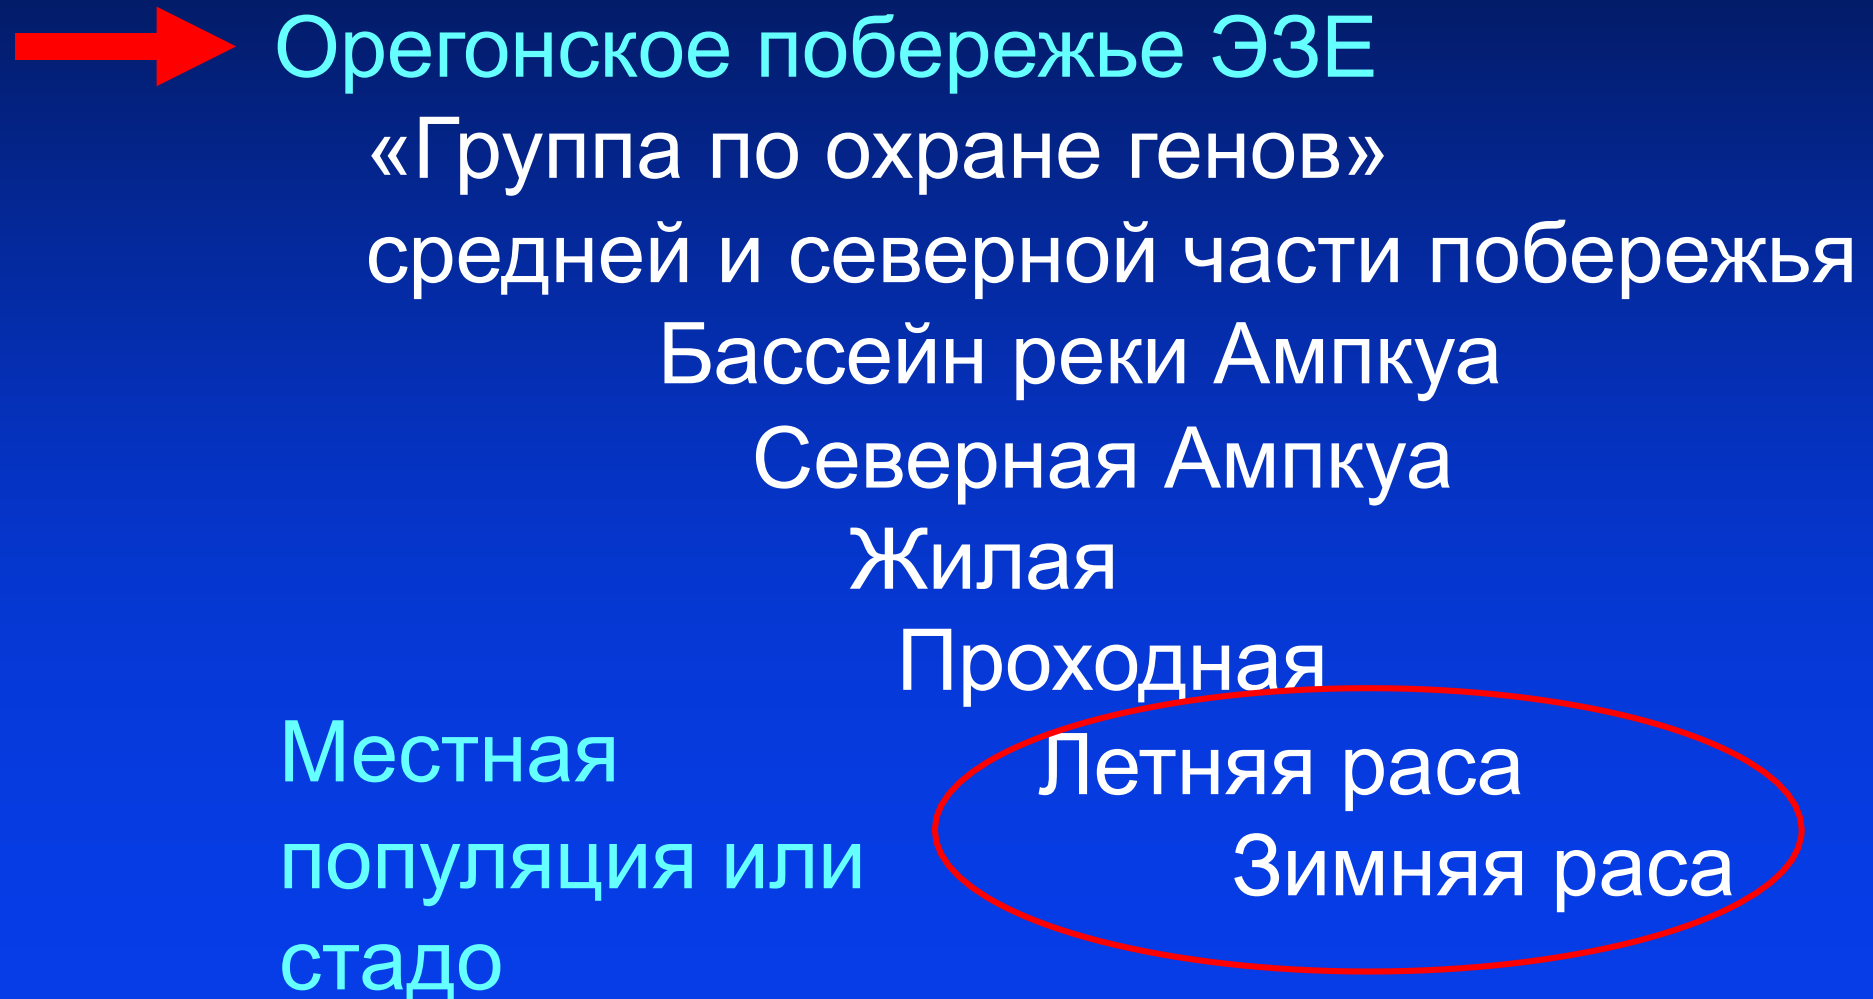 Орегонское побережье ЭЗЕ
«Группа по охране генов»
средней и северной части побережья
Бассейн реки Ампкуа
Северная Ампкуа
Жилая
Проходная
Летняя раса
Зимняя раса
Местная
популяция или
стадо